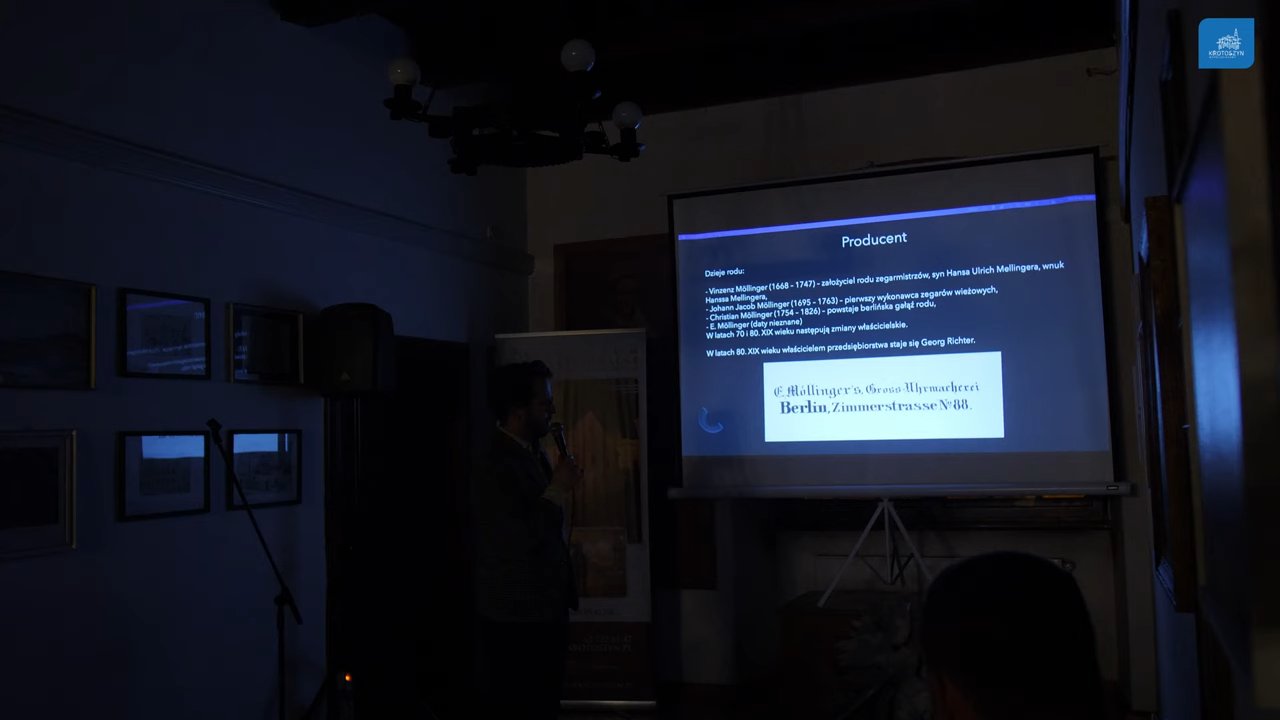 KROTOSZYN
Producent
Dzieje rodu:
- Vinzenz Möllinger (1668 - 1747) - założyciel rodu zegarmistrzów, syn Hansa Ulrich Mellingera, wnuk
Hanssa Mellingera,
- Johann Jacob Möllinger (1695 - 1763) - pierwszy wykonawca zegarów wieżowych,
- Christian Möllinger (1754 - 1826) - powstaje berlińska gałąź rodu,
- E. Möllinger (daty nieznane)
W latach 70 i 80. XIX wieku następują zmiany właścicielskie.
W latach 80. XIX wieku właścicielem przedsiębiorstwa staje się Georg Richter.
E. Möllinger's, Gross-Uhrmacherei
Berlin, Zimmerstrasse No 88.